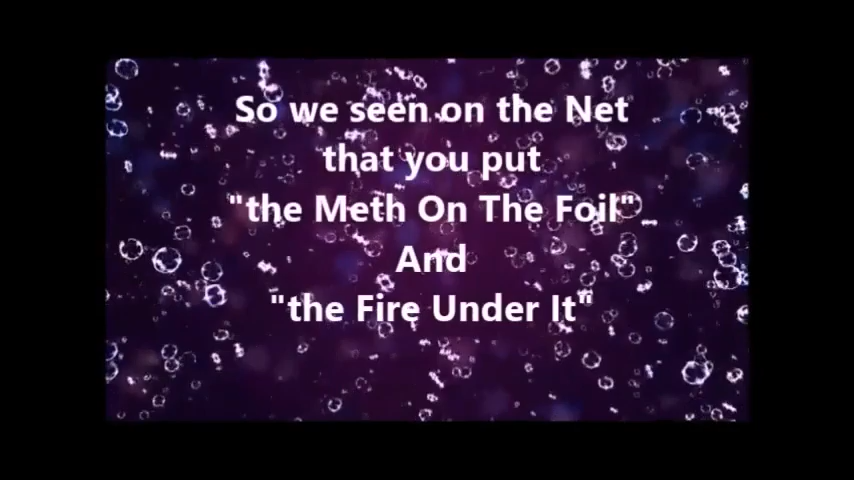 So we seen on the Net
that you put
"the Meth On The Foil"
And
"the Fire Under It"